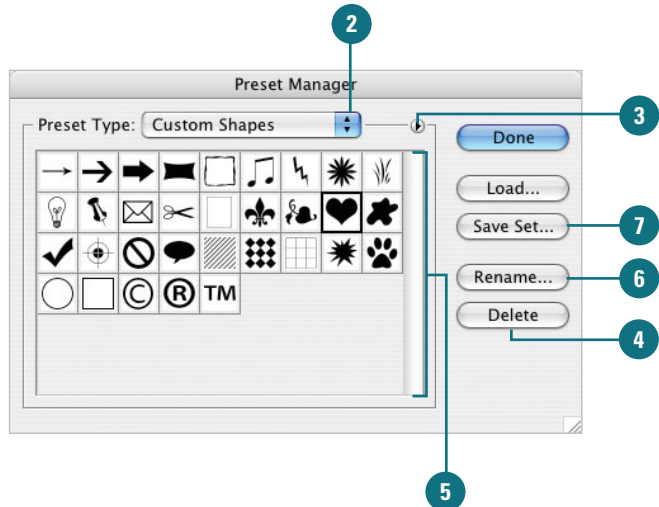 2
Preset Manager
Preset Type: Custom Shapes
3
Done
Load...
Save Set...
7
Rename...
6
Delete
4
© ® TM
5